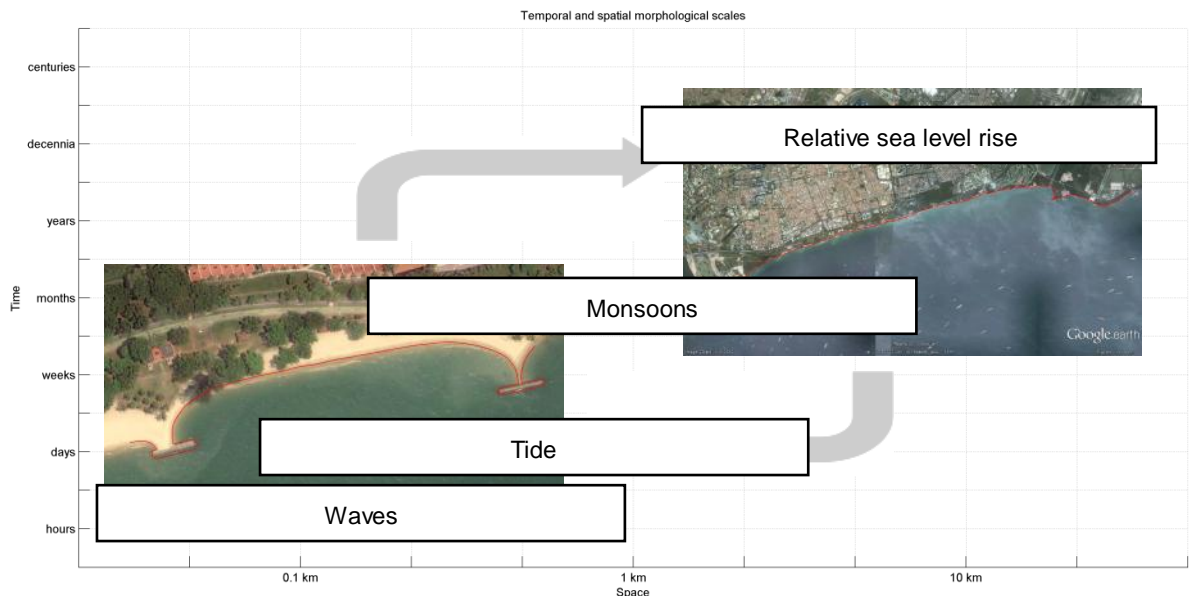 Temporal and spatial morphological scales
centuries
decennia
years
months
weeks
days
hours
Time
Relative sea level rise
Monsoons
Tide
Waves
Google earth
0.1 km
1 km
10 km
Space